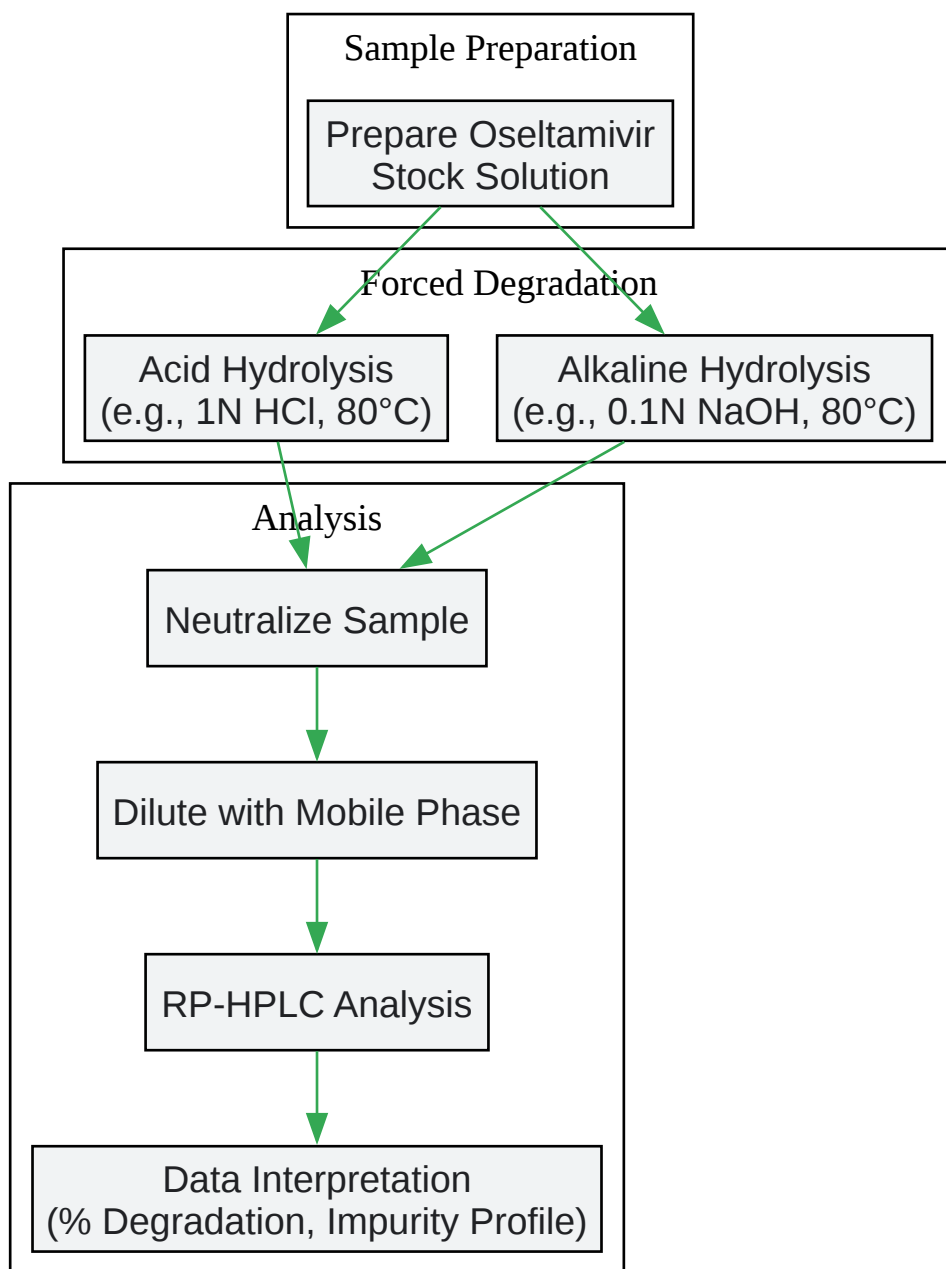 Sample Preparation
Prepare Oseltamivir
Stock Solution
Forced Degradation
Acid Hydrolysis
(e.g., 1N HCl, 80°C)
Alkaline Hydrolysis
(e.g., 0.1N NaOH, 80°C)
Analysis
Neutralize Sample
Dilute with Mobile Phase
RP-HPLC Analysis
Data Interpretation
(% Degradation, Impurity Profile)